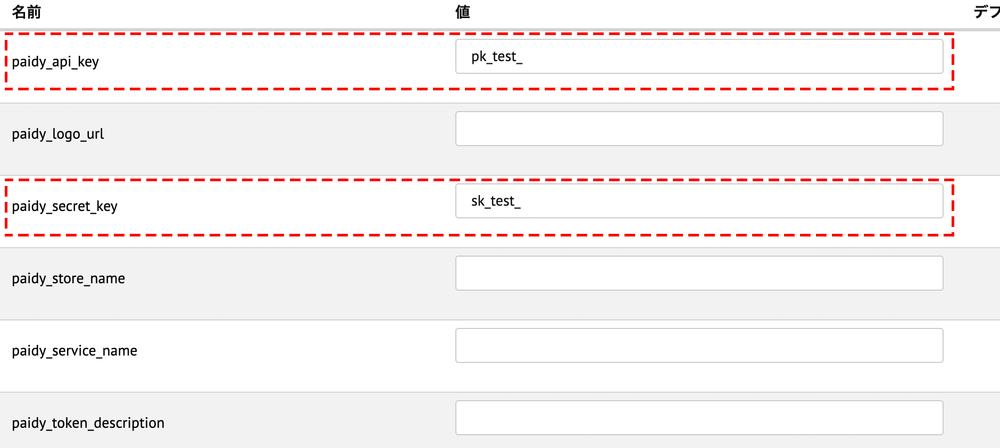 名前 値 デフ
paidy_api_key pk_test_
paidy_logo_url
paidy_secret_key sk_test_
paidy_store_name
paidy_service_name
paidy_token_description